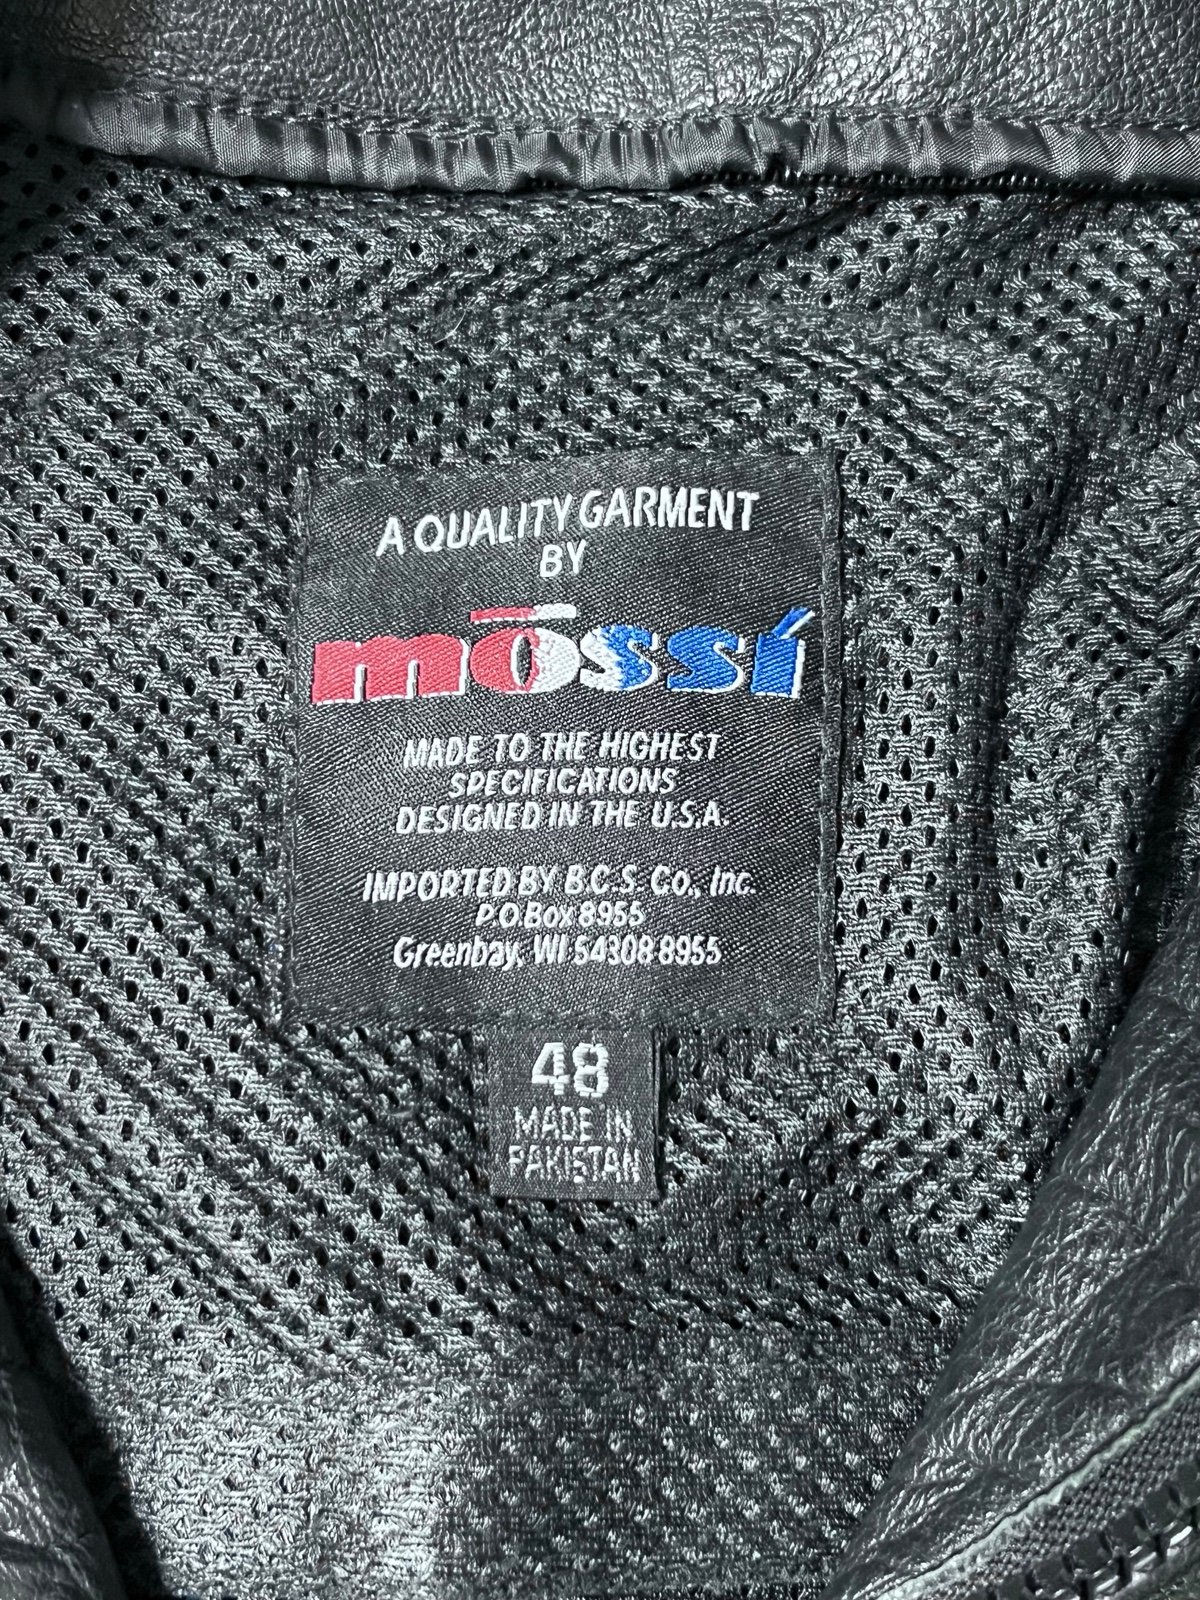 A QUALITY GARMENT
BY
mōssí
MADE TO THE HIGHEST
SPECIFICATIONS
DESIGNED IN THE U.S.A.
IMPORTED BY B.C.S. Co., Inc.
P.O.Box 8955
Greenbay, WI 54308-8955
48
MADE IN
PAKISTAN